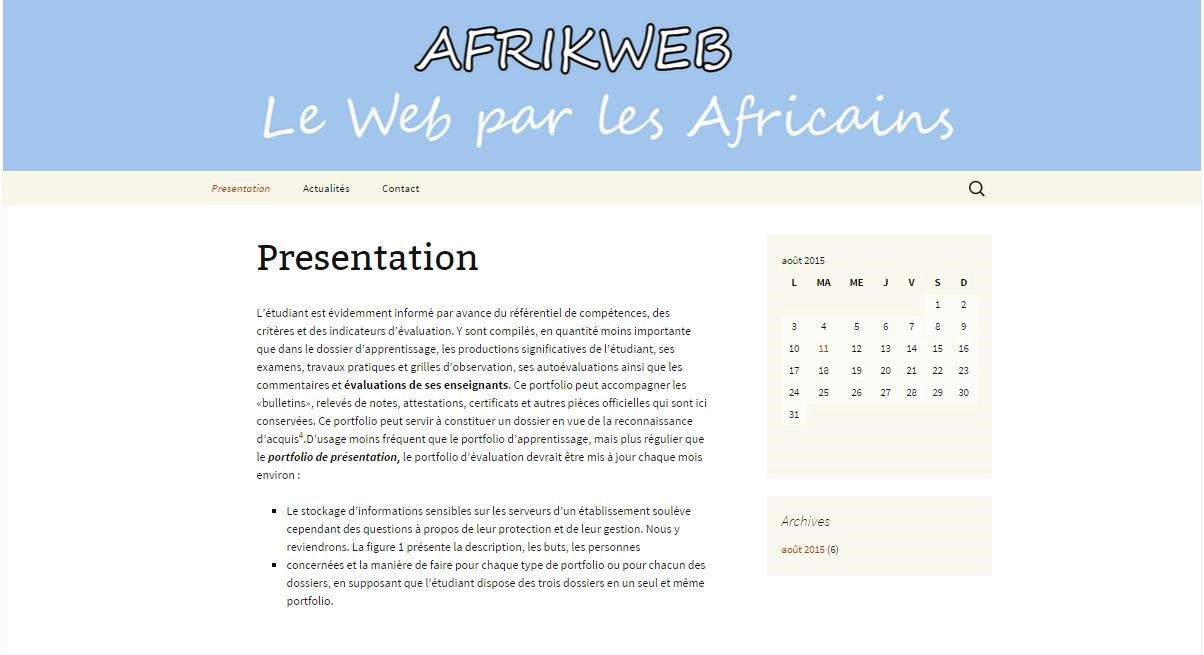 AFRIKWEB
Le Web par les Africains
Presentation Actualités Contact
Presentation
L'étudiant est évidemment informé par avance du référentiel de compétences, des
critères et des indicateurs d'évaluation. Y sont compilés, en quantité moins importante
que dans le dossier d'apprentissage, les productions significatives de l'étudiant, ses
examens, travaux pratiques et grilles d'observation, ses autoévaluations ainsi que les
commentaires et évaluations de ses enseignants. Ce portfolio peut accompagner les
«bulletins», relevés de notes, attestations, certificats et autres pièces officielles qui sont ici
conservées. Ce portfolio peut servir à constituer un dossier en vue de la reconnaissance
d'acquis4.D'usage moins fréquent que le portfolio d'apprentissage, mais plus régulier que
le portfolio de présentation, le portfolio d'évaluation devrait être mis à jour chaque mois
environ :
Le stockage d'informations sensibles sur les serveurs d'un établissement soulève
cependant des questions à propos de leur protection et de leur gestion. Nous y
reviendrons. La figure 1 présente la description, les buts, les personnes
concernées et la manière de faire pour chaque type de portfolio ou pour chacun des
dossiers, en supposant que l'étudiant dispose des trois dossiers en un seul et même
portfolio.
août 2015
L MA ME J V S D
1 2
3 4 5 6 7 8 9
10 11 12 13 14 15 16
17 18 19 20 21 22 23
24 25 26 27 28 29 30
31
Archives
août 2015 (6)